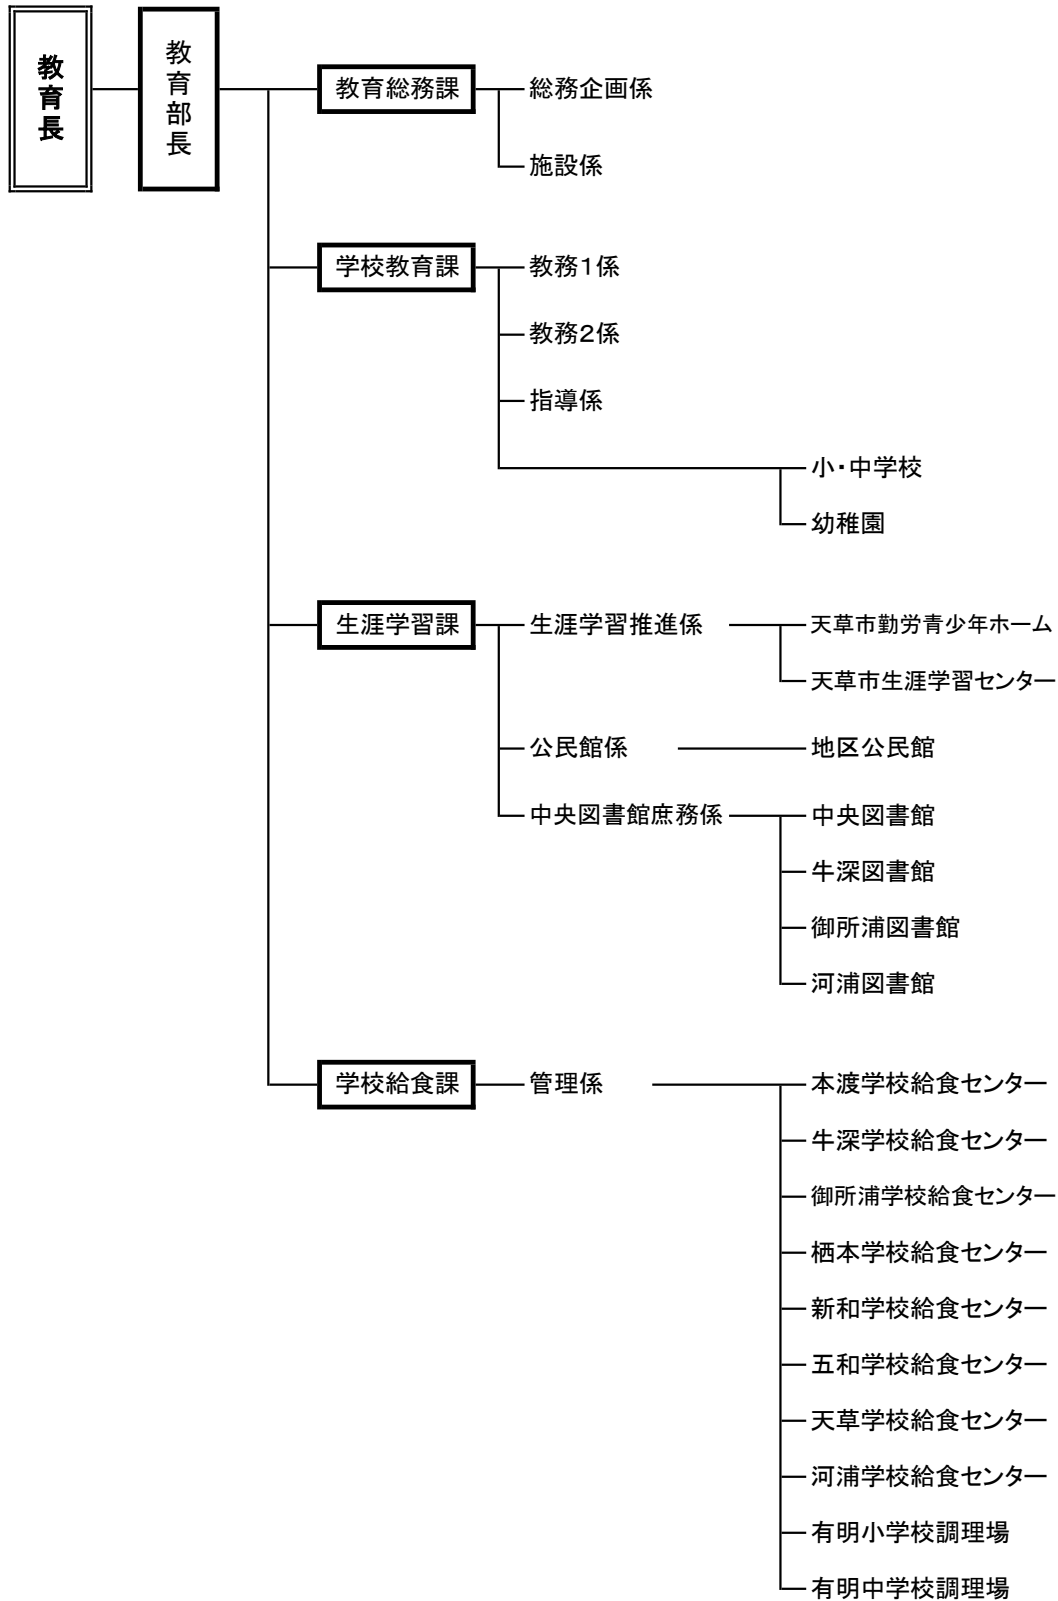 教育長
教育部長
教育総務課
総務企画係
施設係
学校教育課
教務1係
教務2係
指導係
小・中学校
幼稚園
生涯学習課
生涯学習推進係
天草市勤労青少年ホーム
天草市生涯学習センター
公民館係
地区公民館
中央図書館庶務係
中央図書館
牛深図書館
御所浦図書館
河浦図書館
学校給食課
管理係
本渡学校給食センター
牛深学校給食センター
御所浦学校給食センター
栖本学校給食センター
新和学校給食センター
五和学校給食センター
天草学校給食センター
河浦学校給食センター
有明小学校調理場
有明中学校調理場